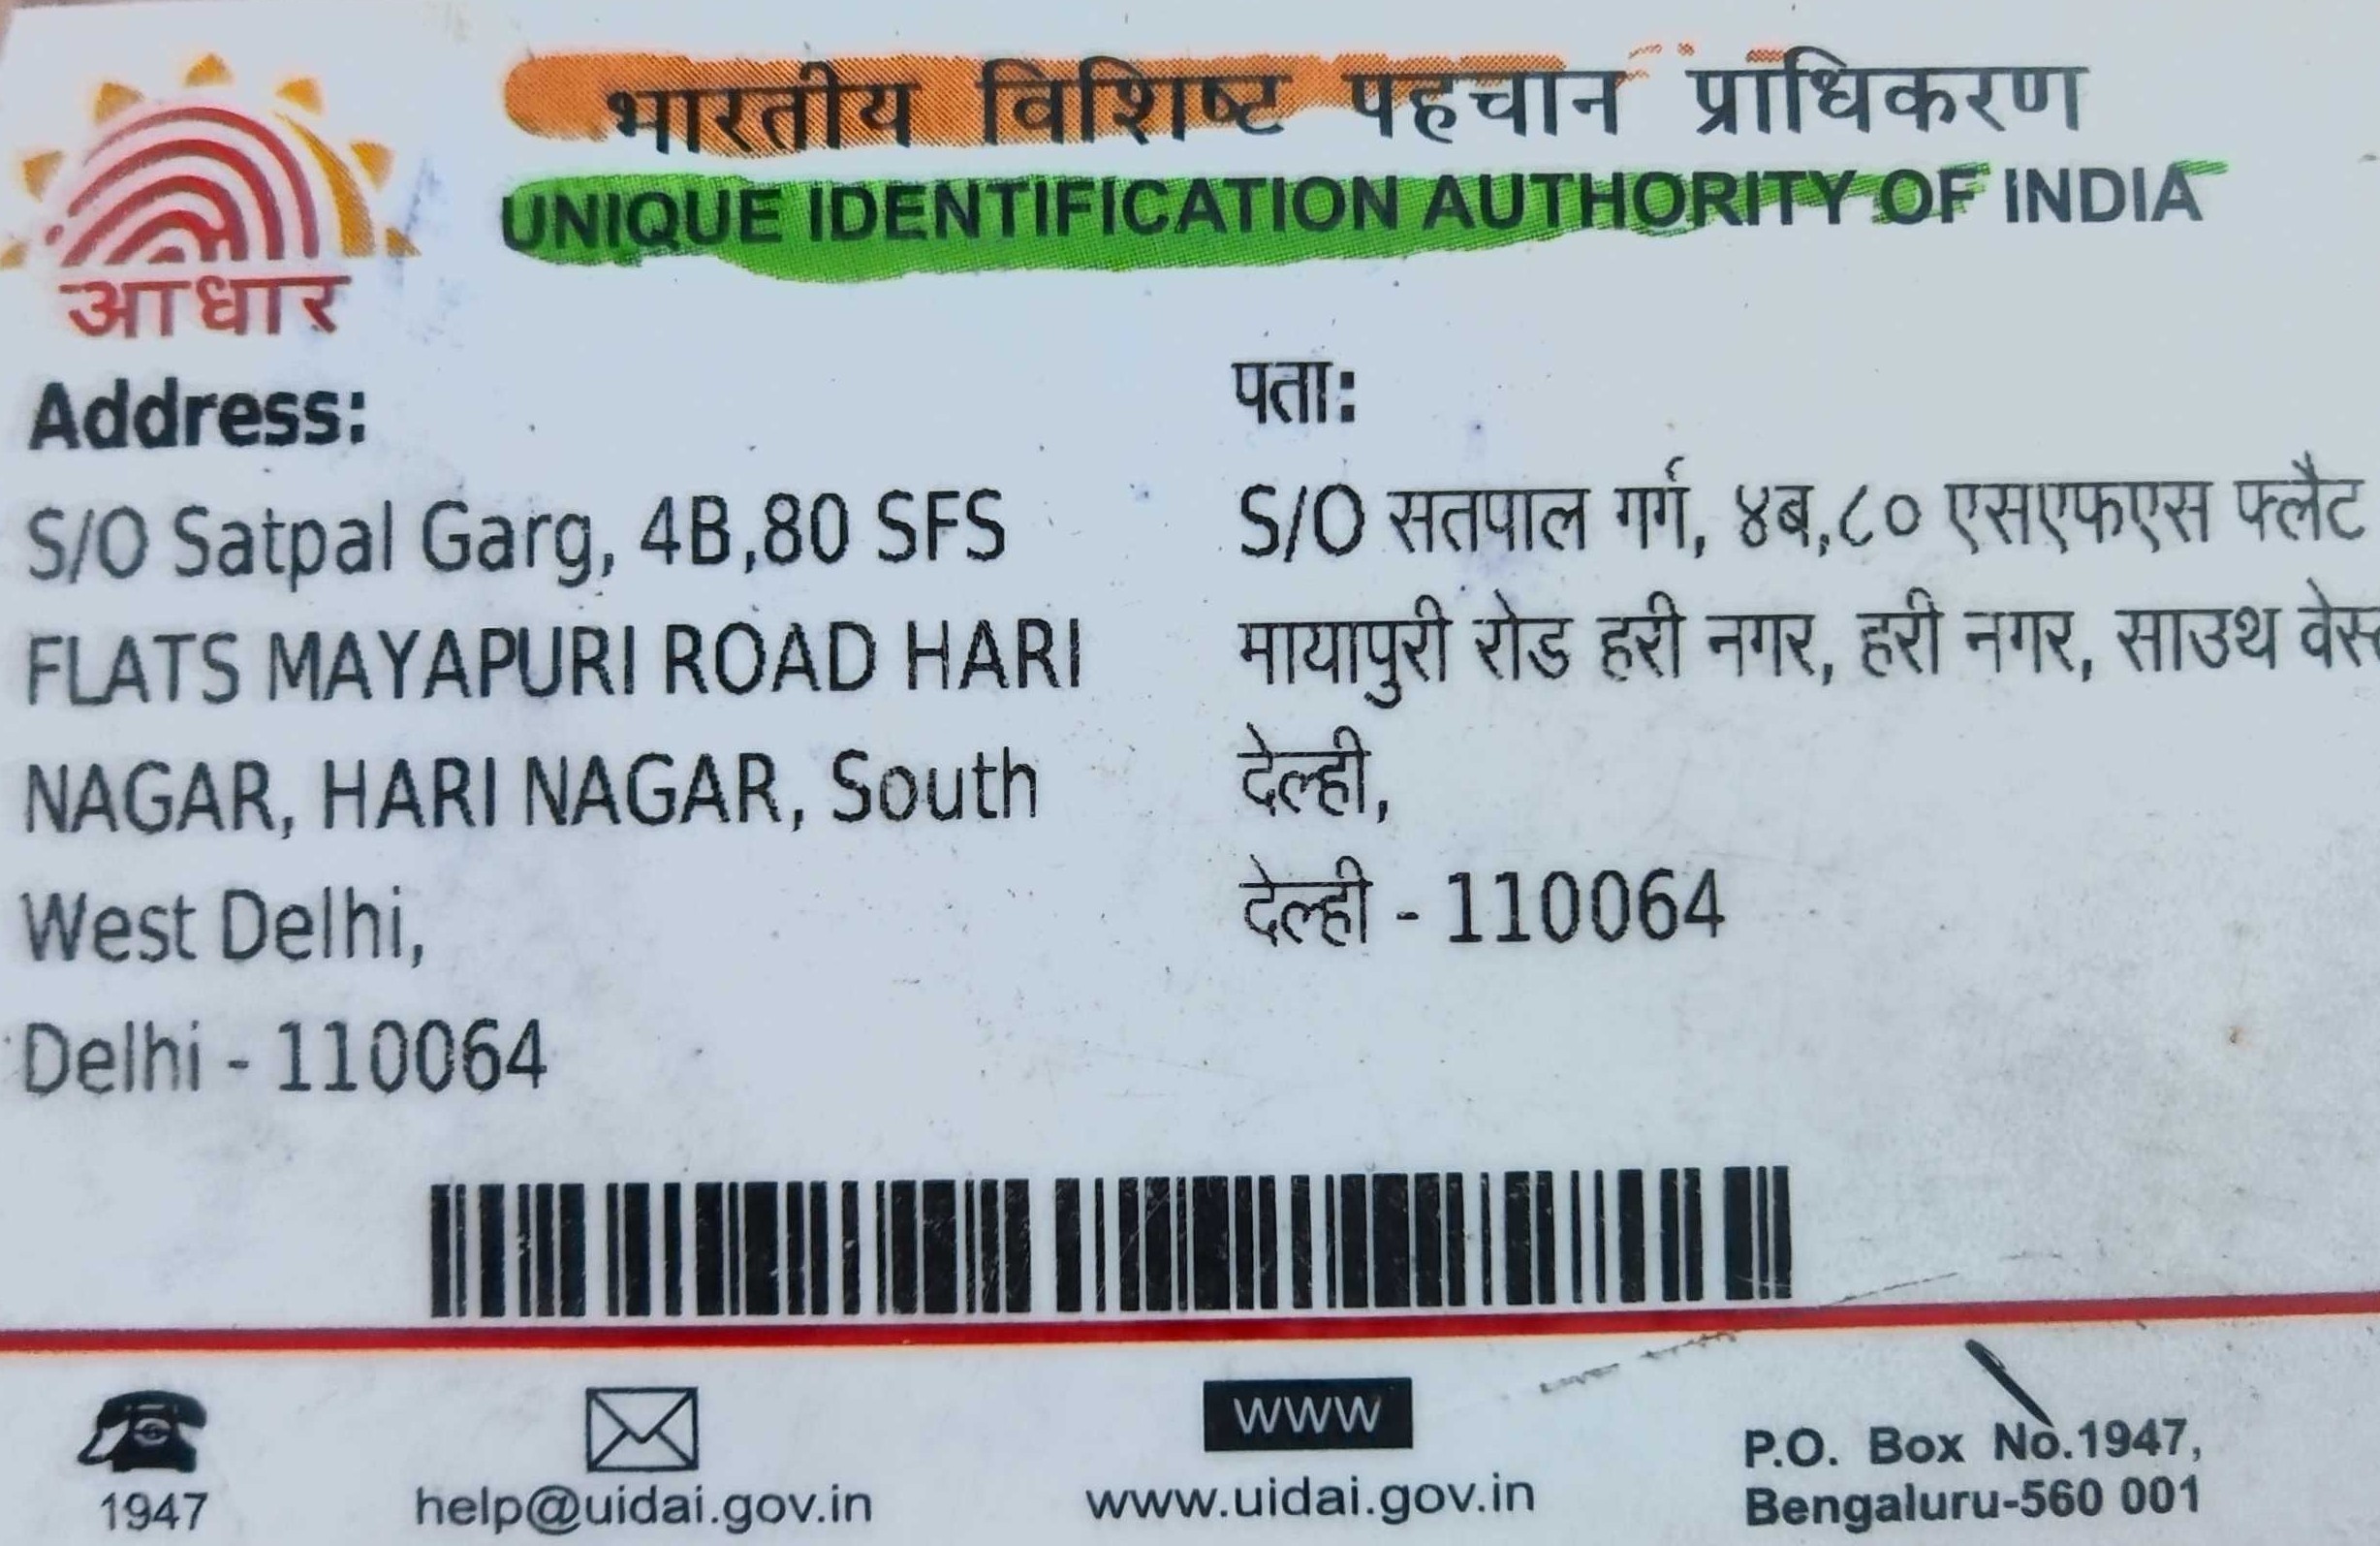 भारतीय विशिष्ट पहचान प्राधिकरण
UNIQUE IDENTIFICATION AUTHORITY OF INDIA
आधार
Address:
S/O Satpal Garg, 4B,80 SFS
FLATS MAYAPURI ROAD HARI
NAGAR, HARI NAGAR, South
West Delhi,
Delhi - 110064
पता:
S/O सतपाल गर्ग, ४ब,८० एसएफएस फ्लैट
मायापुरी रोड हरी नगर, हरी नगर, साउथ
देल्ही,
देल्ही - 110064
1947
help@uidai.gov.in
WWW
www.uidai.gov.in
P.O. Box No.1947,
Bengaluru-560 001